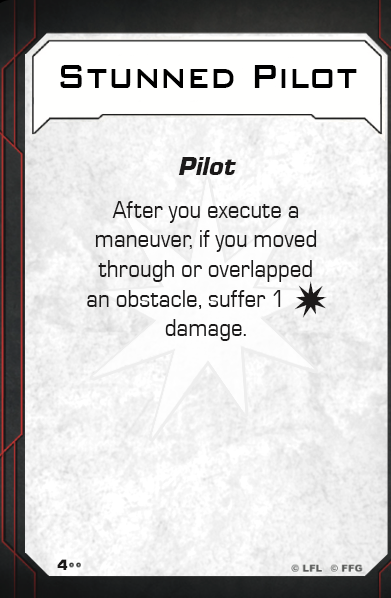 STUNNED PILOT
Pilot
After you execute a
maneuver, if you moved
through or overlapped
an obstacle, suffer 1
damage.
4••
© LFL © FFG